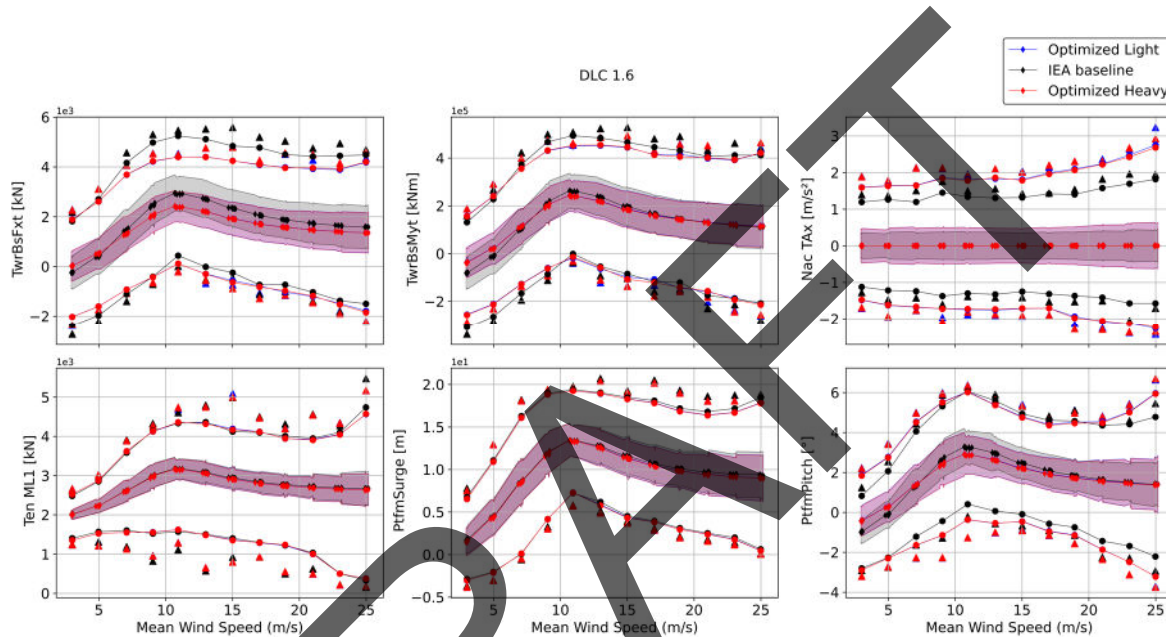 DLC 1.6
Optimized Light
IEA baseline
Optimized Heavy
1e3
TwrBsFxt [kN]
6
4
2
0
−2
1e5
TwrBsMyt [kNm]
4
2
0
−2
Nac TAx [m/s²]
3
2
1
0
−1
−2
1e3
Ten ML1 [kN]
5
4
3
2
1
0
5
10
15
20
25
Mean Wind Speed (m/s)
1e1
PtfmSurge [m]
2.0
1.5
1.0
0.5
0.0
−0.5
5
10
15
20
25
Mean Wind Speed (m/s)
PtfmPitch [°]
6
4
2
0
−2
−4
5
10
15
20
25
Mean Wind Speed (m/s)